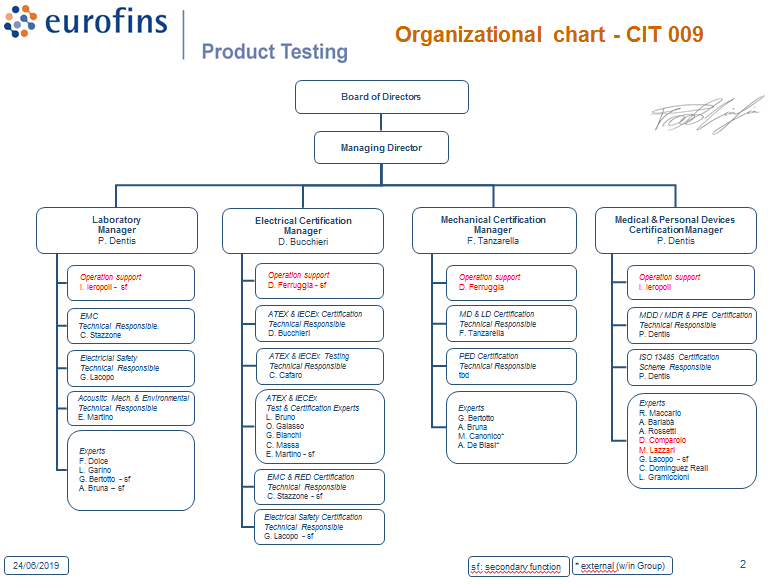 eurofins
Product Testing
Organizational chart - CIT 009
Board of Directors
Managing Director
Laboratory
Manager
P. Dentis
Operation support
I. Ieropoli - sf
EMC
Technical Responsible
C. Stazzone
Electricial Safety
Technical Responsible
G. Lacopo
Acoustic Mech. & Environmental
Technical Responsible
E. Martino
Experts
F. Dolce
L. Garino
G. Bertotto - sf
A. Bruna – sf
Electrical Certification
Manager
D. Bucchieri
Operation support
D. Ferruggia - sf
ATEX & IECEx Certification
Technical Responsible
D. Bucchieri
ATEX & IECEx Testing
Technical Responsible
C. Cafaro
ATEX & IECEx
Test & Certification Experts
L. Bruno
O. Galasso
G. Bianchi
C. Massa
E. Martino - sf
EMC & RED Certification
Technical Responsible
C. Stazzone - sf
Electrical Safety Certification
Technical Responsible
G. Lacopo - sf
Mechanical Certification
Manager
F. Tanzarella
Operation support
D. Ferruggia
MD & LD Certification
Technical Responsible
F. Tanzarella
PED Certification
Technical Responsible
tbd
Experts
G. Bertotto
A. Bruna
M. Canonico*
A. De Blasi*
Medical & Personal Devices
Certification Manager
P. Dentis
Operation support
I. Ieropoli
MDD / MDR & PPE Certification
Technical Responsible
P. Dentis
ISO 13485 Certification
Scheme Responsible
P. Dentis
Experts
R. Maccario
A. Barlabà
A. Rossetti
D. Comparolo
M. Lazzari
G. Lacopo - sf
C. Dominguez Reali
L. Gramiccioni
24/06/2019
sf: secondary function
* external (w/in Group)
2